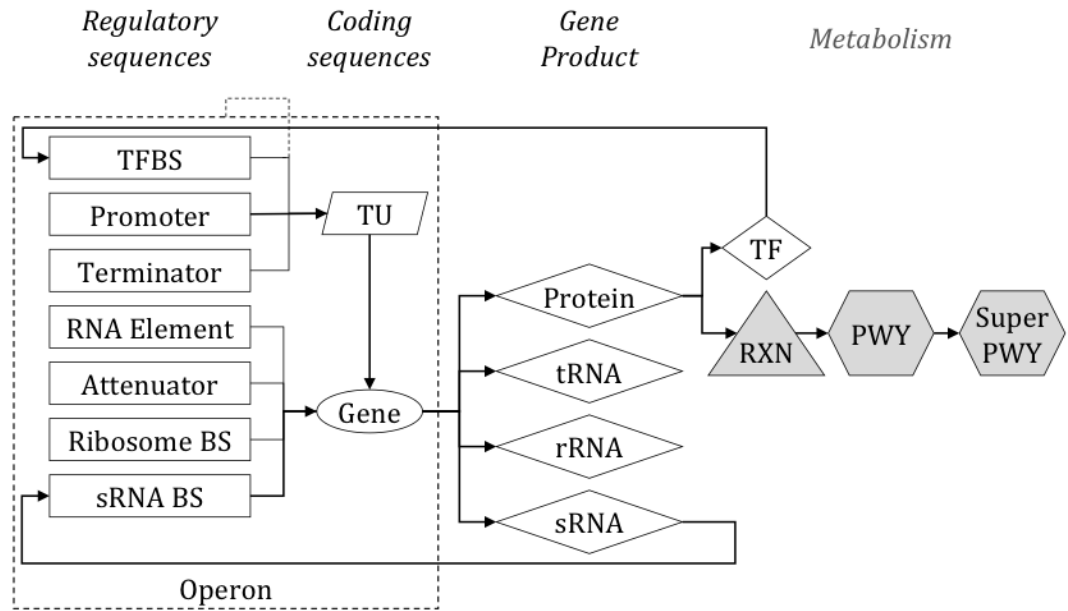 Regulatory
sequences
Coding
sequences
Gene
Product
Metabolism
TFBS
Promoter
TU
Terminator
TF
RNA Element
Protein
RXN
PWY
Super
PWY
Attenuator
tRNA
Gene
Ribosome BS
rRNA
sRNA BS
sRNA
Operon